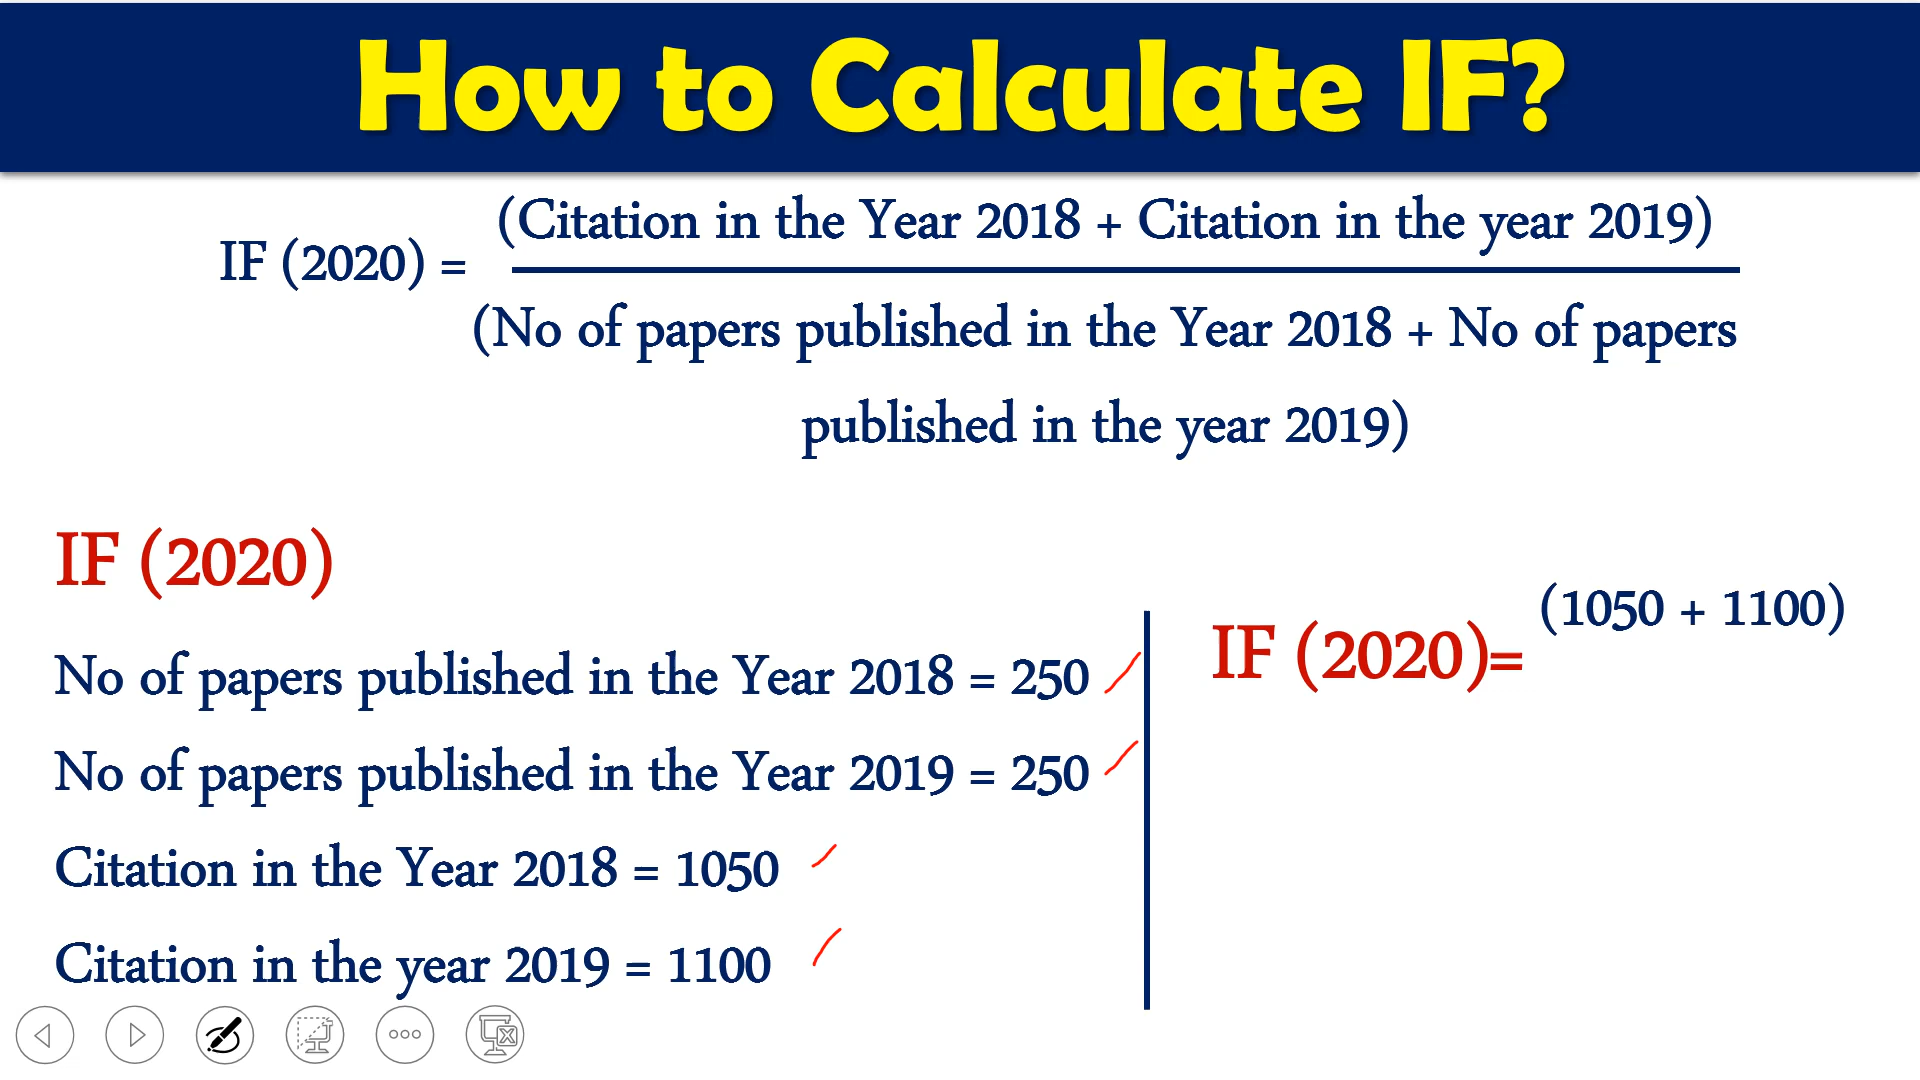 How to Calculate IF?
(Citation in the Year 2018 + Citation in the year 2019)
IF (2020) =
(No of papers published in the Year 2018 + No of papers
published in the year 2019)
IF (2020)
No of papers published in the Year 2018 = 250
No of papers published in the Year 2019 = 250
Citation in the Year 2018 = 1050
Citation in the year 2019 = 1100
(1050 + 1100)
IF (2020)=